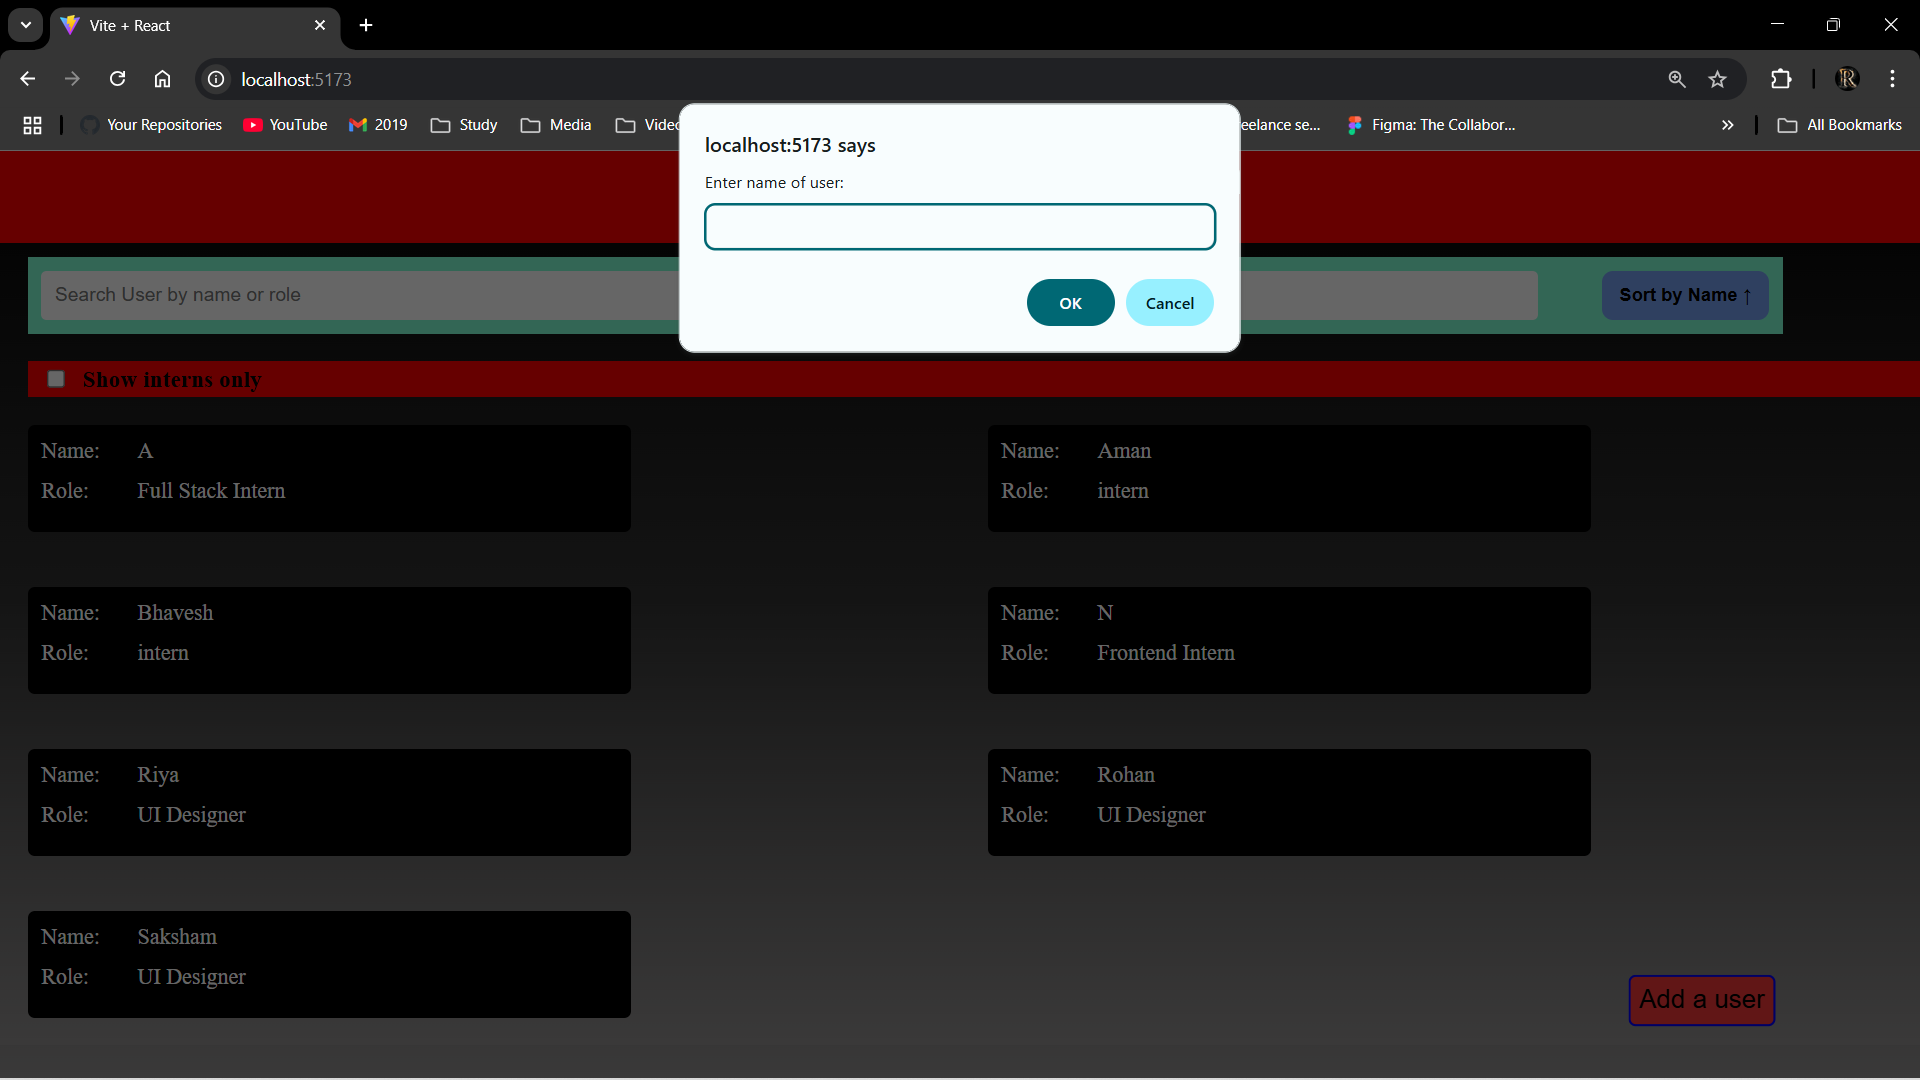 Vite + React
localhost:5173
Your Repositories YouTube 2019 Study Media Videc eelance se... Figma: The Collabor... All Bookmarks
localhost:5173 says
Enter name of user:
OK Cancel
Search User by name or role Sort by Name ↑
Show interns only
Name: A
Role: Full Stack Intern
Name: Aman
Role: intern
Name: Bhavesh
Role: intern
Name: N
Role: Frontend Intern
Name: Riya
Role: UI Designer
Name: Rohan
Role: UI Designer
Name: Saksham
Role: UI Designer
Add a user